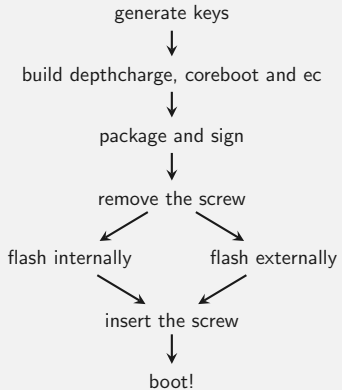 generate keys
build depthcharge, coreboot and ec
package and sign
remove the screw
flash internally
flash externally
insert the screw
boot!